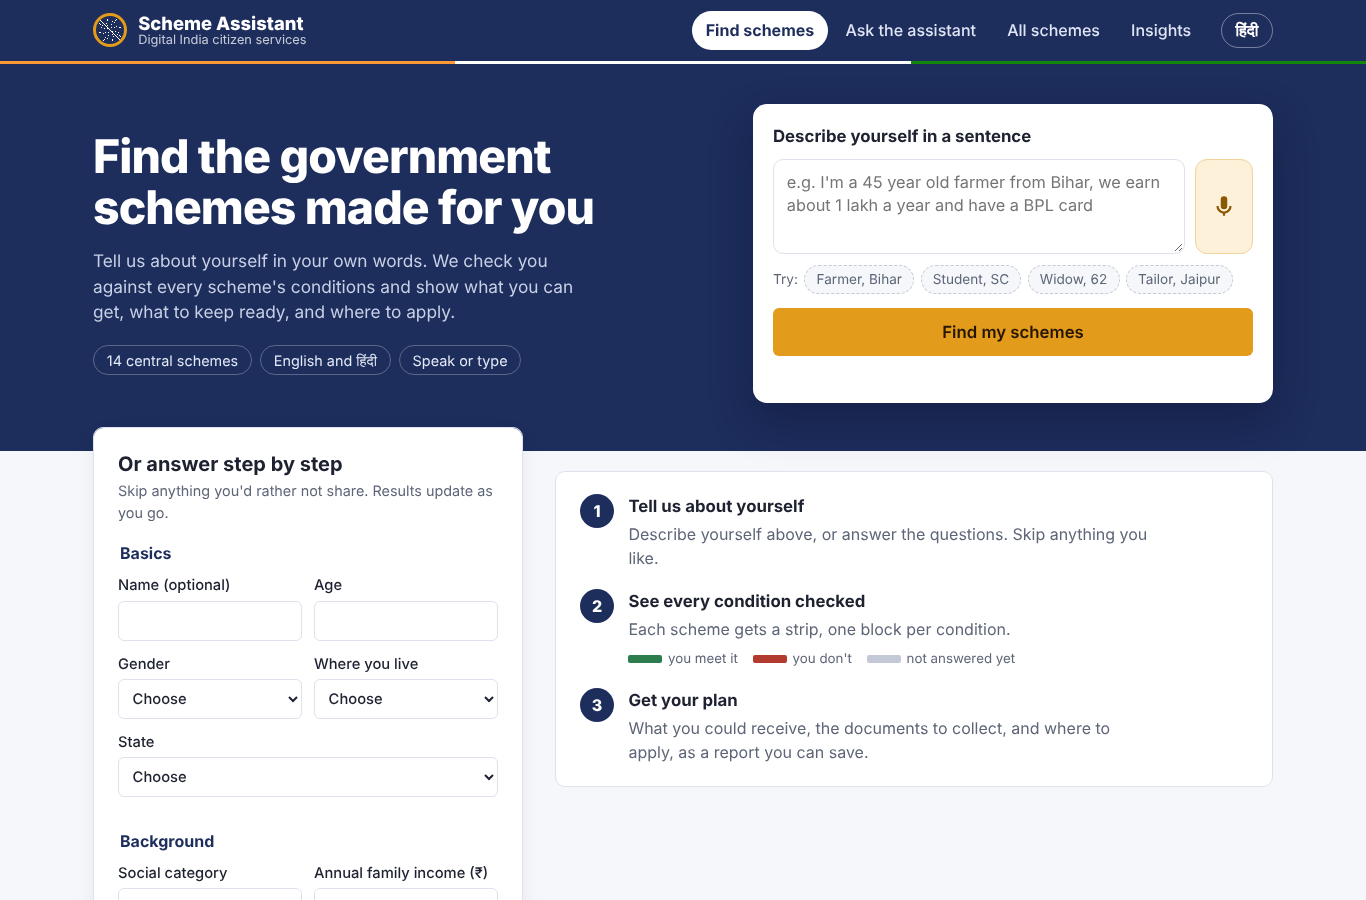 Scheme Assistant
Digital India citizen services
Find schemes
Ask the assistant
All schemes
Insights
हिंदी
Find the government
schemes made for you
Tell us about yourself in your own words. We check you
against every scheme's conditions and show what you can
get, what to keep ready, and where to apply.
14 central schemes
English and हिंदी
Speak or type
Describe yourself in a sentence
e.g. I'm a 45 year old farmer from Bihar, we earn
about 1 lakh a year and have a BPL card
Try:
Farmer, Bihar
Student, SC
Widow, 62
Tailor, Jaipur
Find my schemes
Or answer step by step
Skip anything you'd rather not share. Results update as
you go.
Basics
Name (optional)
Age
Gender
Where you live
Choose
Choose
State
Choose
Background
Social category
Annual family income (₹)
1
Tell us about yourself
Describe yourself above, or answer the questions. Skip anything you
like.
2
See every condition checked
Each scheme gets a strip, one block per condition.
you meet it
you don't
not answered yet
3
Get your plan
What you could receive, the documents to collect, and where to
apply, as a report you can save.